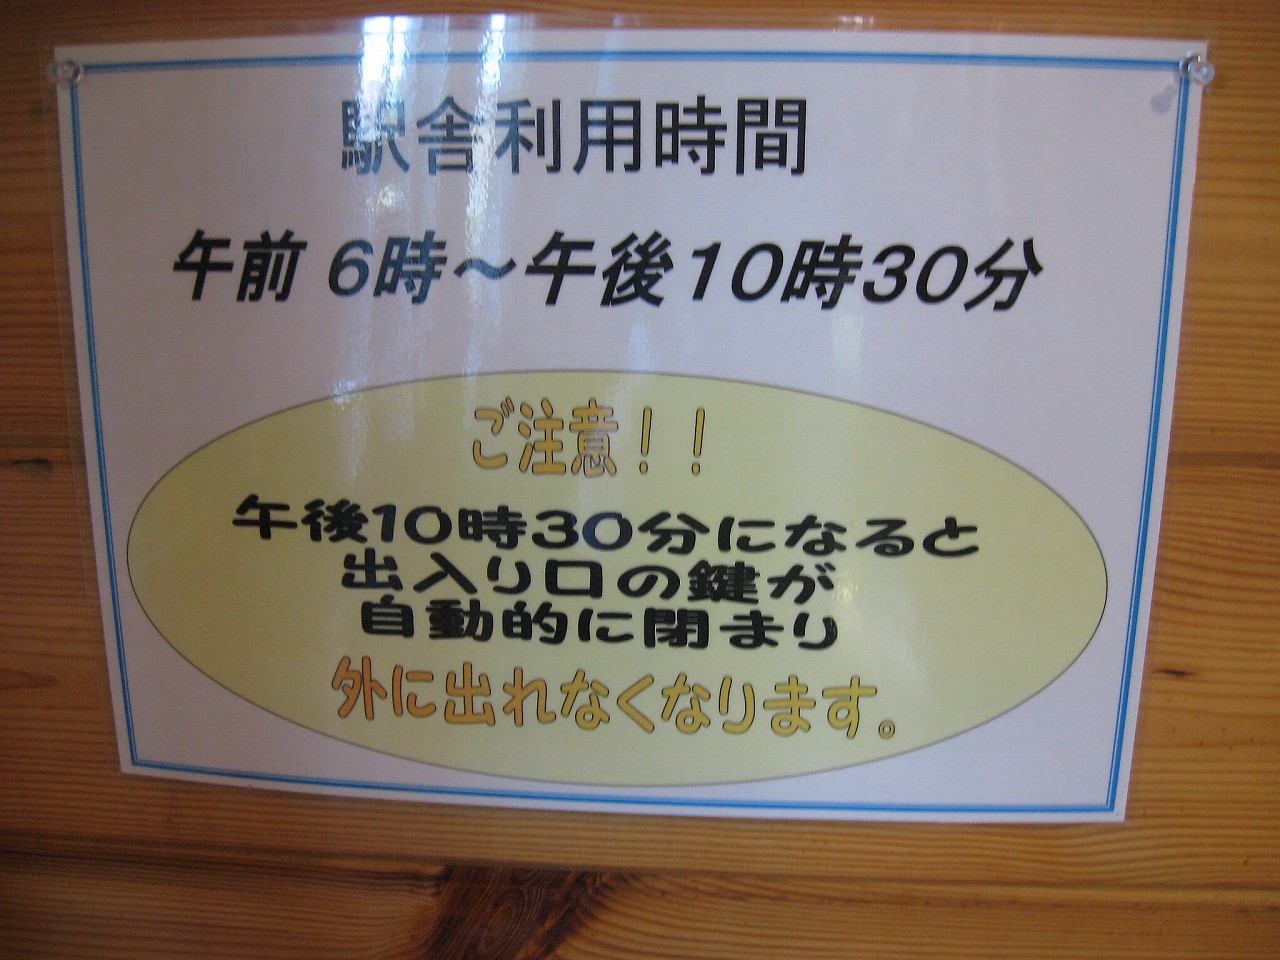 駅舎利用時間
午前 6時～午後10時30分
ご注意！！
午後10時30分になると
出入り口の鍵が
自動的に閉まり
外に出れなくなります。